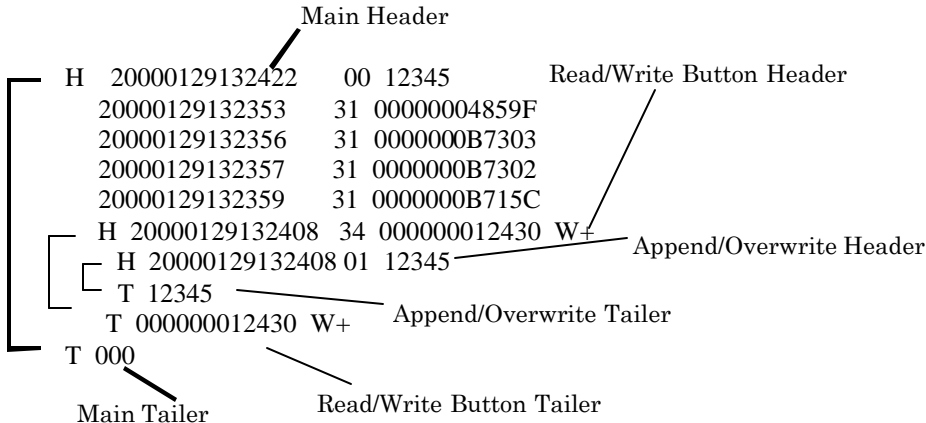 Main Header
H 20000129132422 00 12345
Read/Write Button Header
20000129132353 31 00000004859F
20000129132356 31 0000000B7303
20000129132357 31 0000000B7302
20000129132359 31 0000000B715C
H 20000129132408 34 000000012430 W+
Append/Overwrite Header
H 20000129132408 01 12345
T 12345
Append/Overwrite Tailer
T 000000012430 W+
T 000
Read/Write Button Tailer
Main Tailer